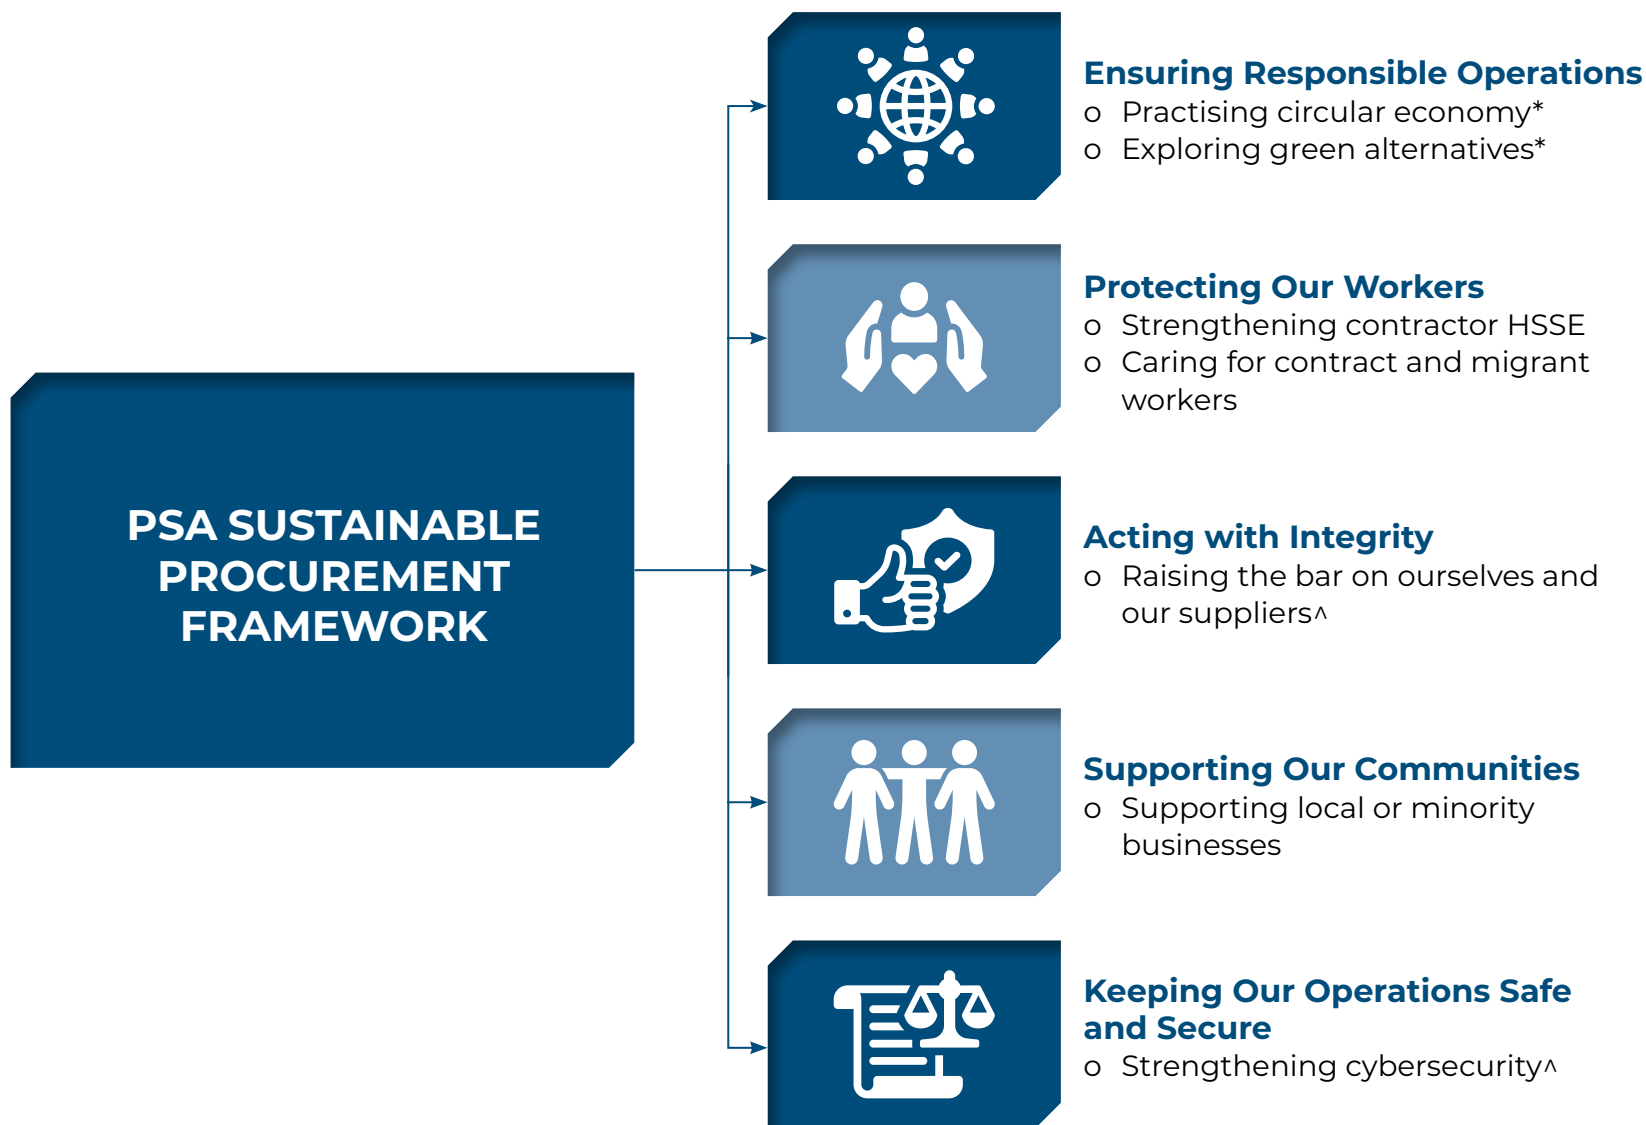 PSA SUSTAINABLE
PROCUREMENT
FRAMEWORK
Ensuring Responsible Operations
o Practising circular economy*
o Exploring green alternatives*
Protecting Our Workers
o Strengthening contractor HSSE
o Caring for contract and migrant
workers
Acting with Integrity
o Raising the bar on ourselves and
our suppliers^
Supporting Our Communities
o Supporting local or minority
businesses
Keeping Our Operations Safe
and Secure
o Strengthening cybersecurity^